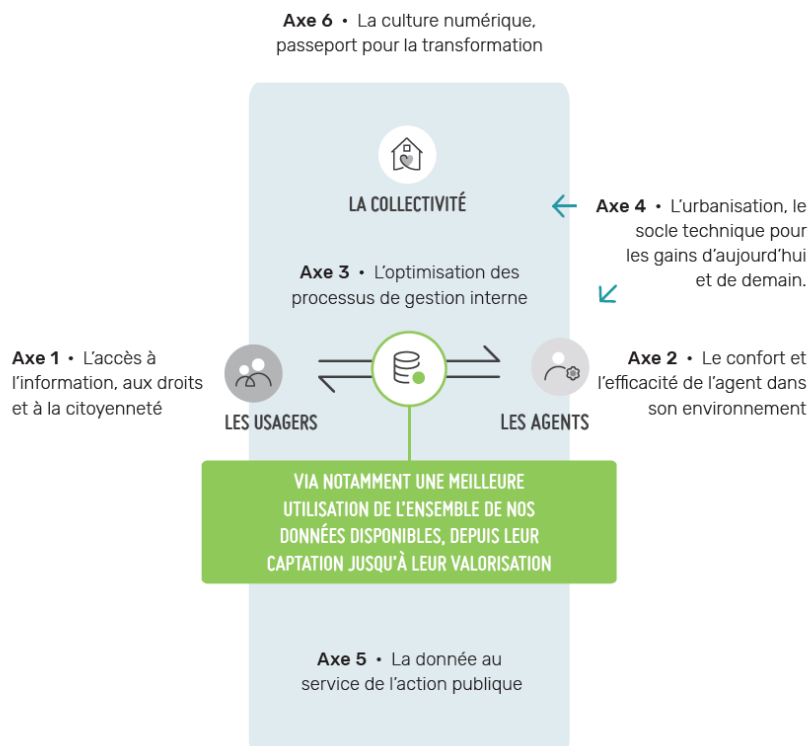 Axe 6 • La culture numérique,
passeport pour la transformation
LA COLLECTIVITÉ
Axe 4 • L'urbanisation, le
socle technique pour
les gains d'aujourd'hui
et de demain.
Axe 3 • L'optimisation des
processus de gestion interne
Axe 1 • L'accès à
l'information, aux droits
et à la citoyenneté
LES USAGERS
LES AGENTS
Axe 2 • Le confort et
l'efficacité de l'agent dans
son environnement
VIA NOTAMMENT UNE MEILLEURE
UTILISATION DE L'ENSEMBLE DE NOS
DONNÉES DISPONIBLES, DEPUIS LEUR
CAPTATION JUSQU'À LEUR VALORISATION
Axe 5 • La donnée au
service de l'action publique